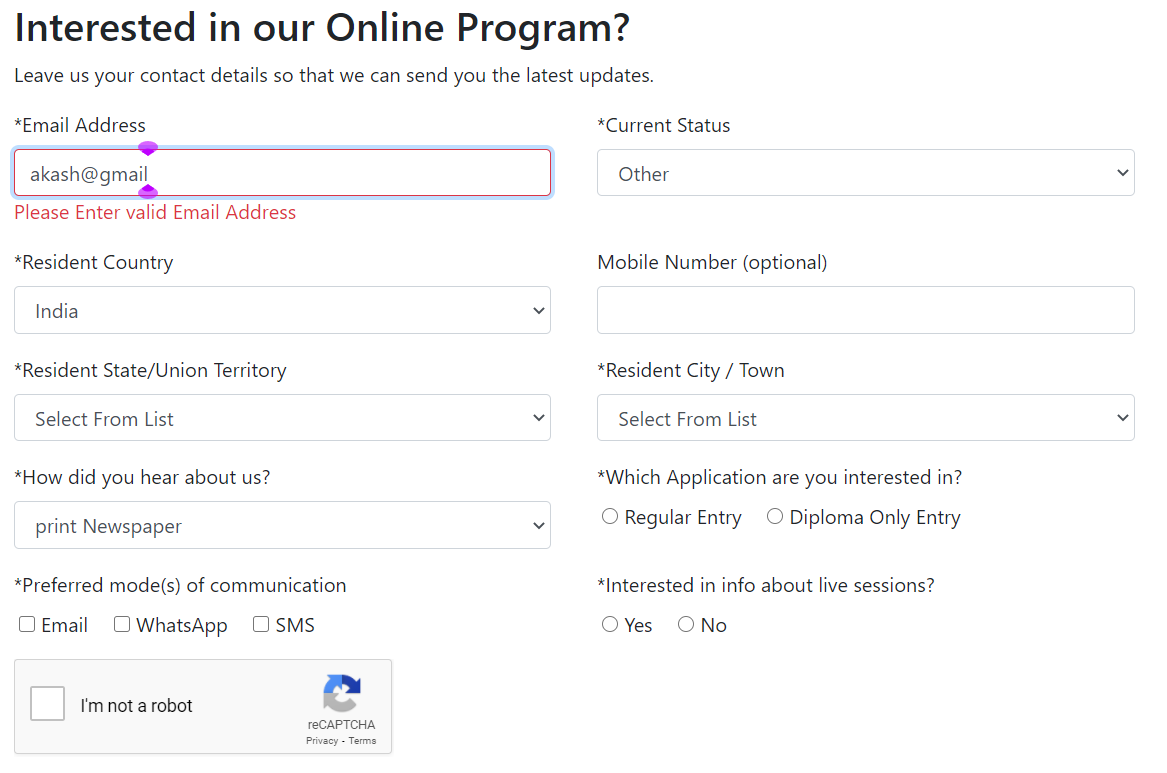 Interested in our Online Program?
Leave us your contact details so that we can send you the latest updates.
*Email Address
akash@gmail
Please Enter valid Email Address
*Current Status
Other
*Resident Country
India
Mobile Number (optional)
*Resident State/Union Territory
Select From List
*Resident City / Town
Select From List
*How did you hear about us?
print Newspaper
*Which Application are you interested in?
Regular Entry Diploma Only Entry
*Preferred mode(s) of communication
Email WhatsApp SMS
*Interested in info about live sessions?
Yes No
I'm not a robot
reCAPTCHA
Privacy - Terms